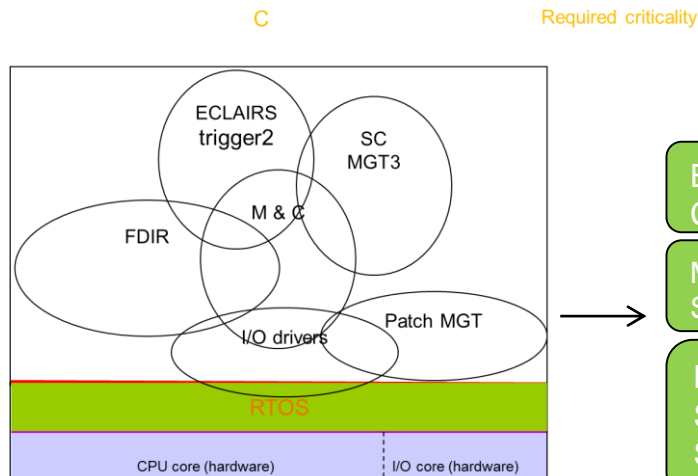 C
Required criticality
ECLAIRS
trigger2
SC
MGT3
M & C
FDIR
Patch MGT
I/O drivers
RTOS
CPU core (hardware)
I/O core (hardware)